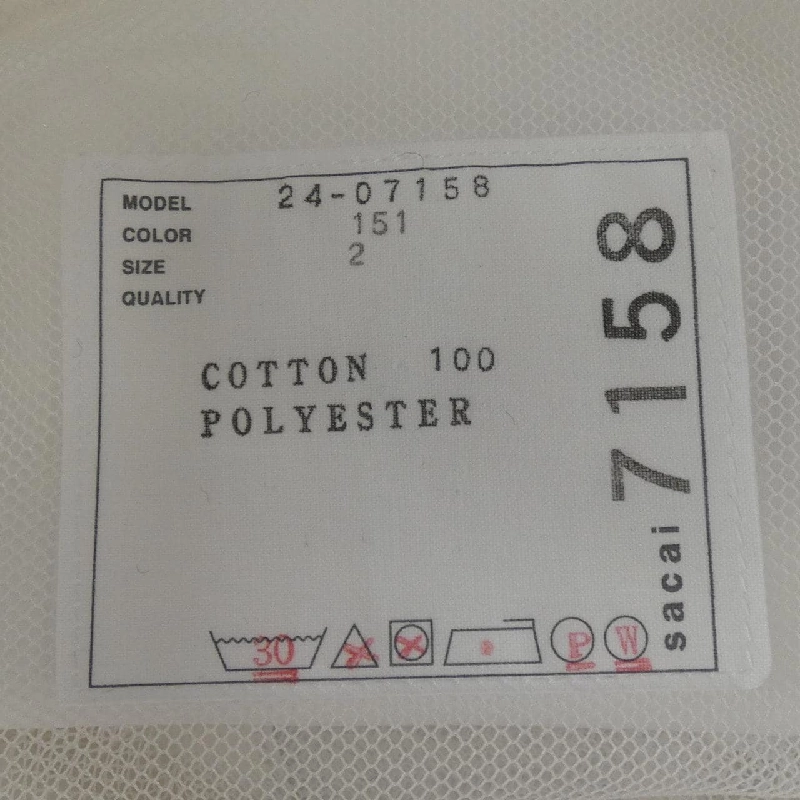 MODEL 24-07158
COLOR 151
SIZE 2
QUALITY
COTTON 100
POLYESTER
30
P
W
sacai 7158